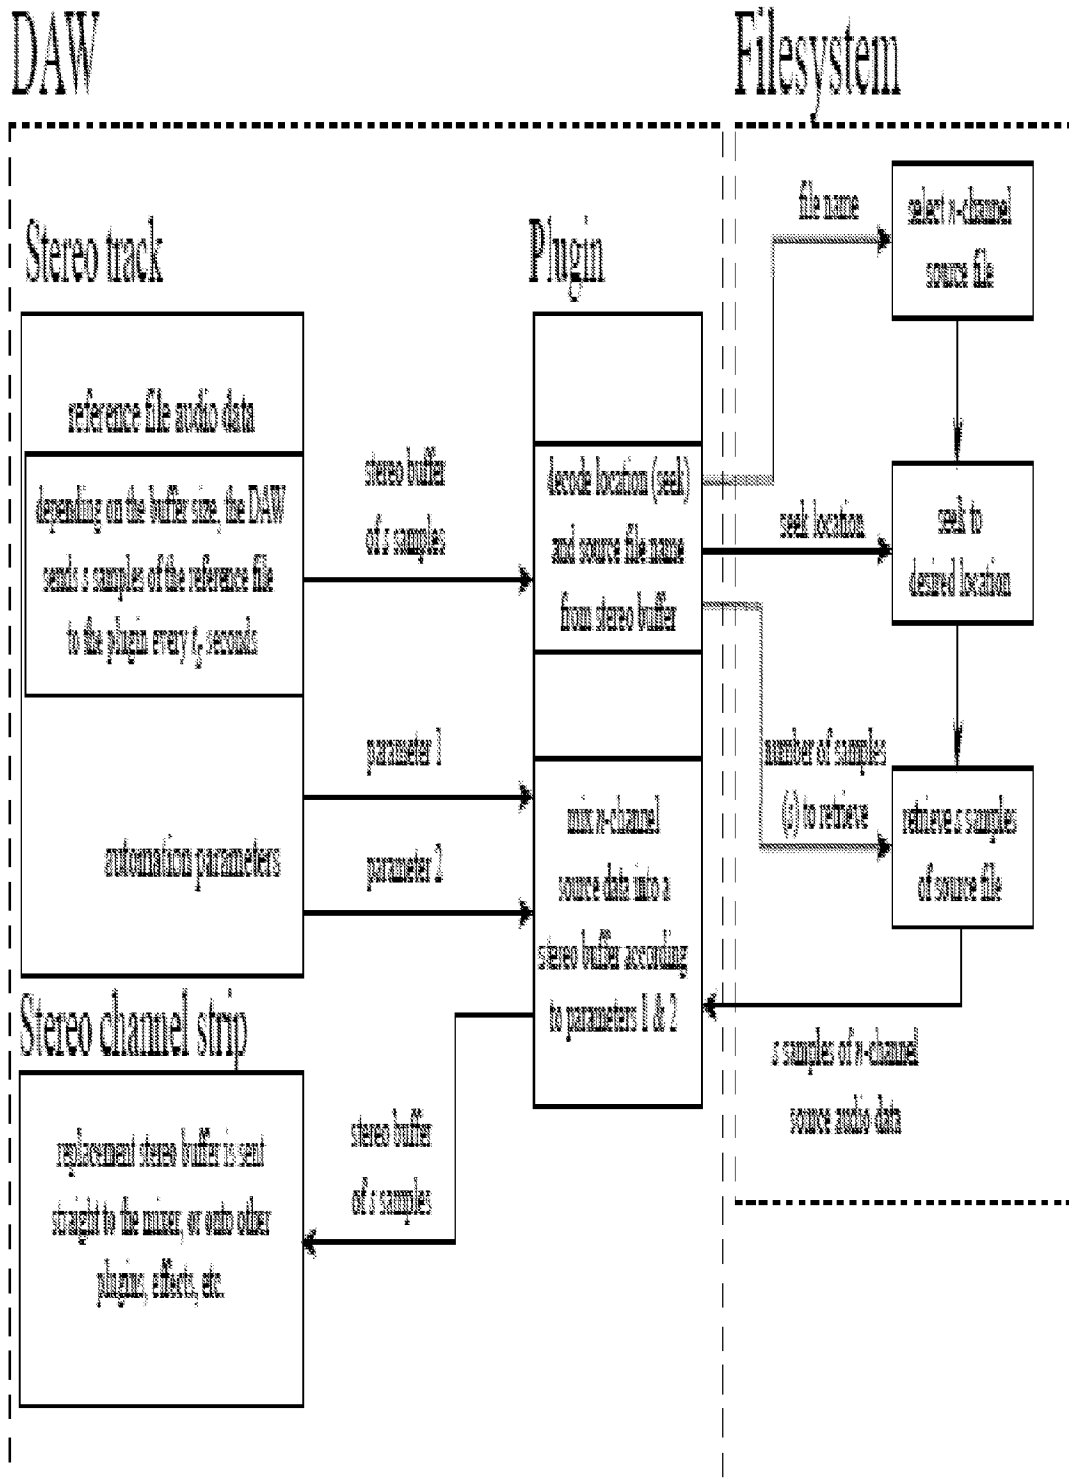 DAW
Filesystem
Stereo track
Plugin
file name
select n-channel
source file
reference file audio data
depending on the buffer size, the DAW
sends s samples of the reference file
to the plugin every seconds
stereo buffer
of s samples
decode location (seek)
and source file name
from stereo buffer
seek location
seek to
desired location
automation parameters
parameter 1
parameter 2
mix n-channel
source data into a
stereo buffer according
to parameters 1 & 2
number of samples
(s) to retrieve
retrieve s samples
of source file
s samples of n-channel
source audio data
Stereo channel strip
replacement stereo buffer is sent
straight to the mixer, or onto other
plugins, effects, etc.
stereo buffer
of s samples